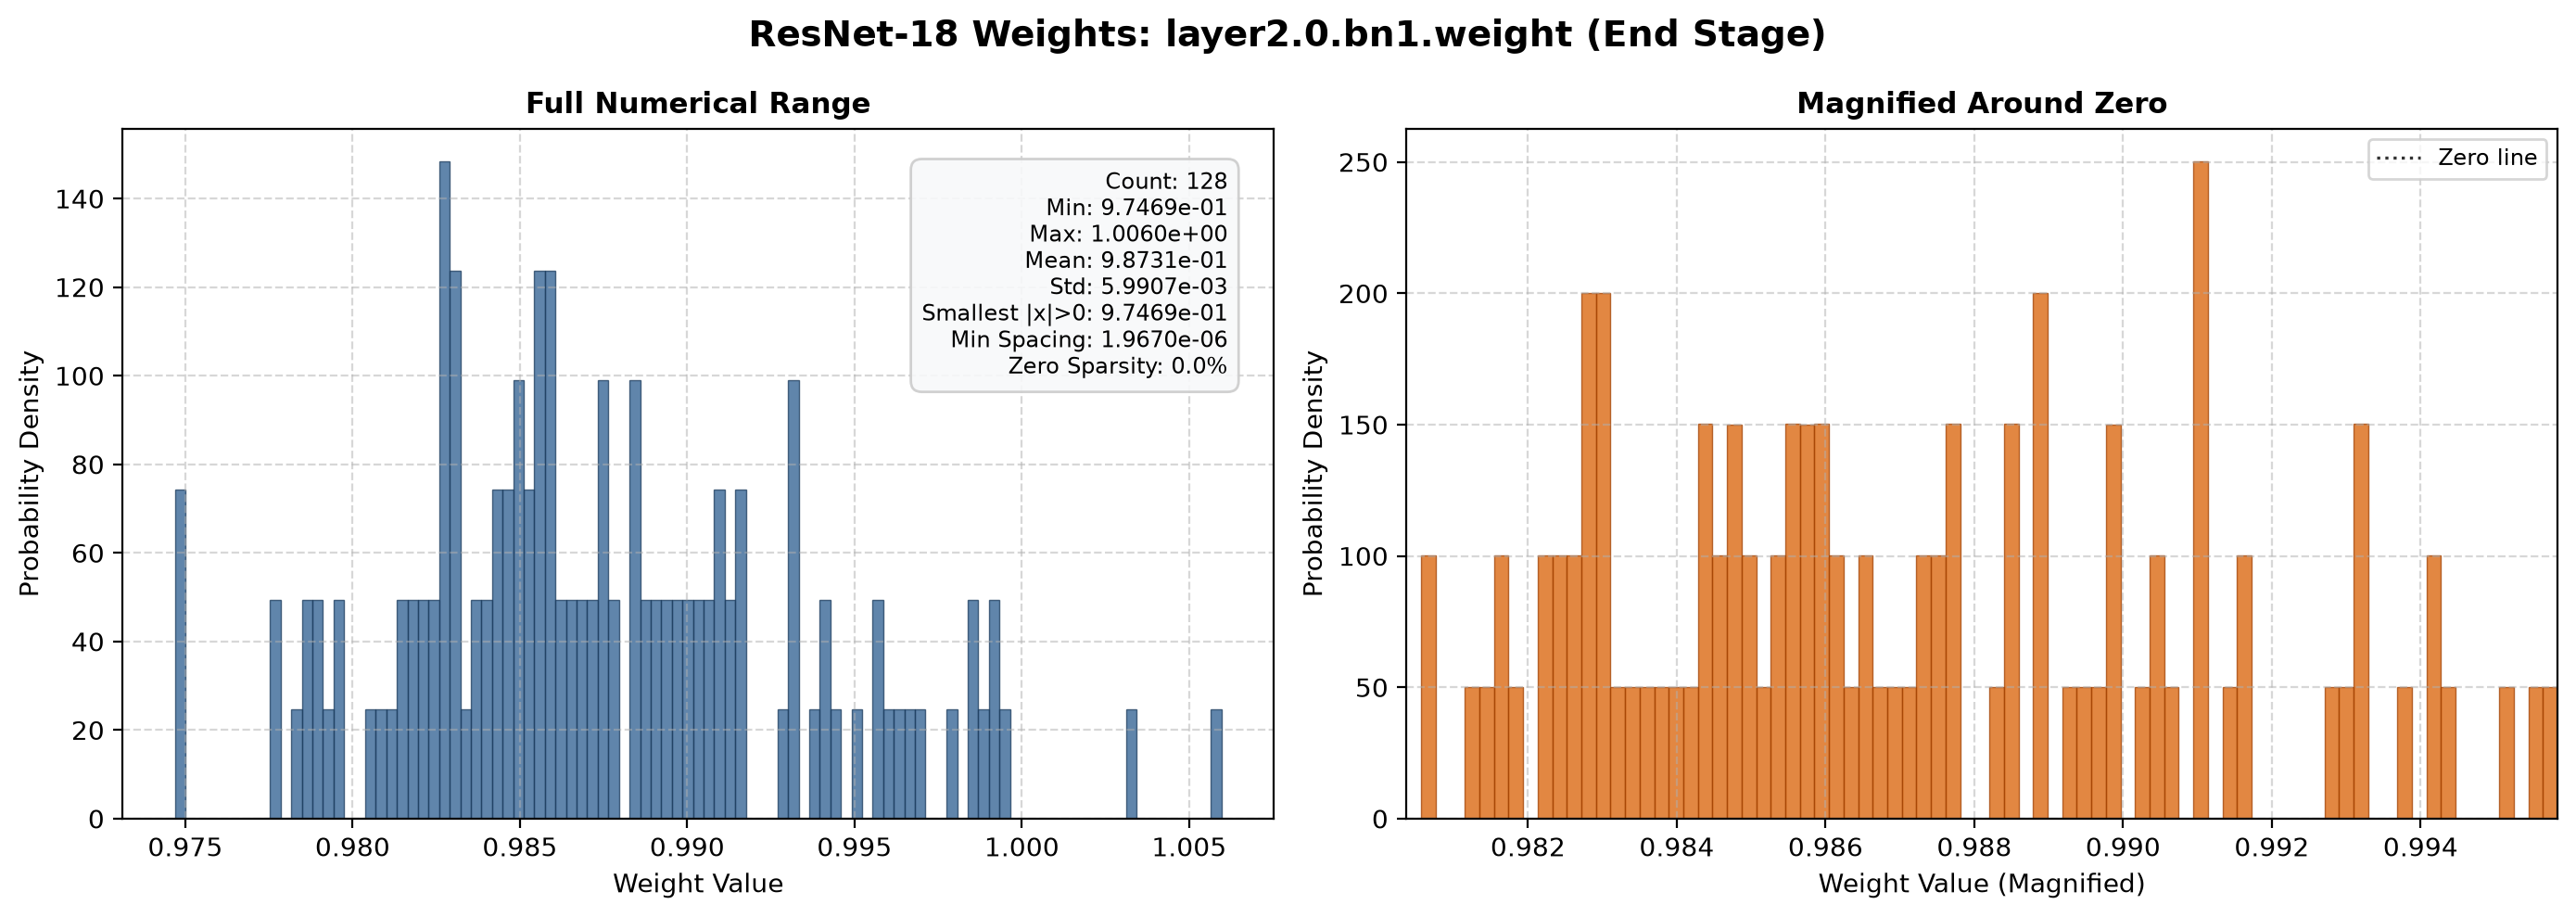 ResNet-18 Weights: layer2.0.bn1.weight (End Stage)
Full Numerical Range
Probability Density
140
120
100
80
60
40
20
0
Count: 128
Min: 9.7469e-01
Max: 1.0060e+00
Mean: 9.8731e-01
Std: 5.9907e-03
Smallest |x|>0: 9.7469e-01
Min Spacing: 1.9670e-06
Zero Sparsity: 0.0%
0.975 0.980 0.985 0.990 0.995 1.000 1.005
Weight Value
Magnified Around Zero
Probability Density
250
200
150
100
50
0
Zero line
0.982 0.984 0.986 0.988 0.990 0.992 0.994
Weight Value (Magnified)